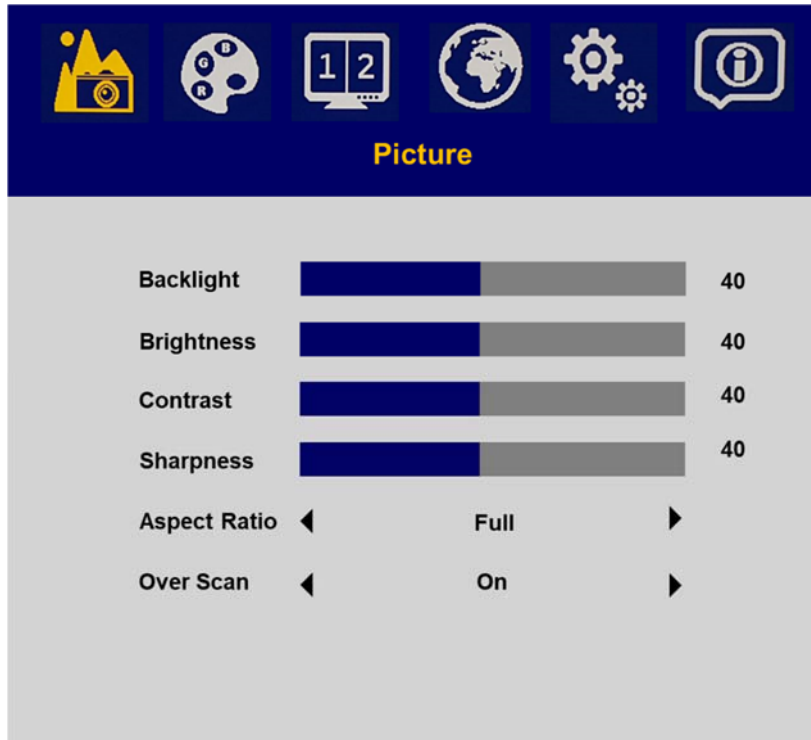 B
G
R
1 2
i
Picture
Backlight 40
Brightness 40
Contrast 40
Sharpness 40
Aspect Ratio Full
Over Scan On